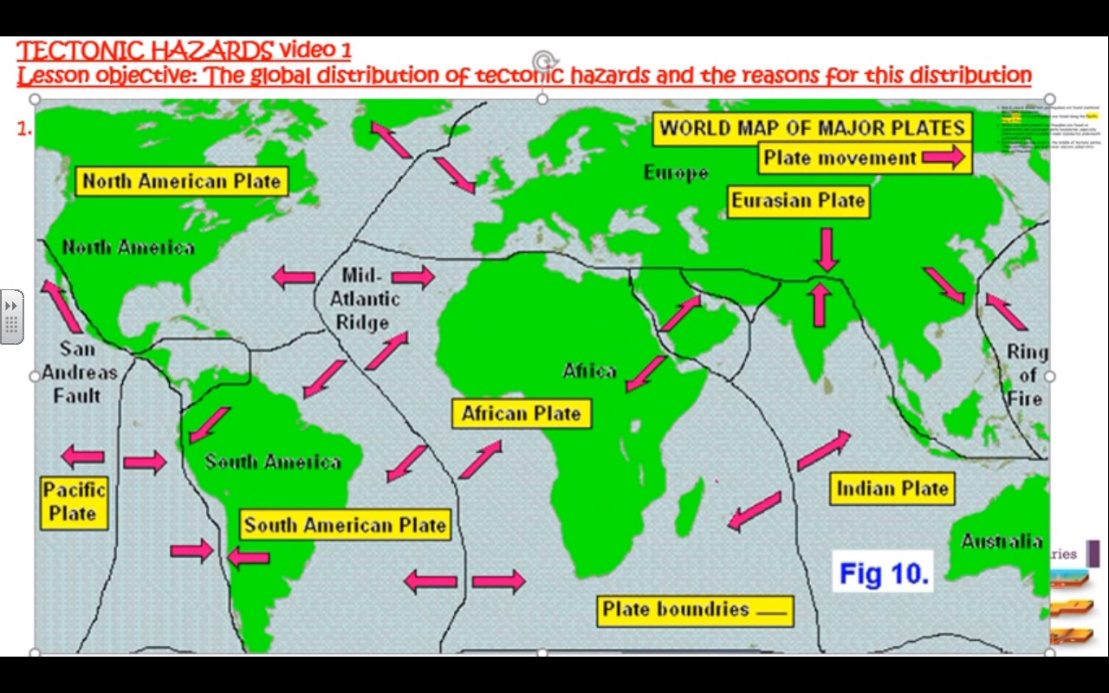 TECTONIC HAZARDS video 1
Lesson objective: The global distribution of tectonic hazards and the reasons for this distribution
1.
WORLD MAP OF MAJOR PLATES
Plate movement
North American Plate
Europe
Eurasian Plate
North America
Mid-
Atlantic
Ridge
San
Andreas
Fault
Ring
of
Fire
Africa
African Plate
South America
Pacific
Plate
Indian Plate
South American Plate
Australia
ries
Fig 10.
Plate boundries